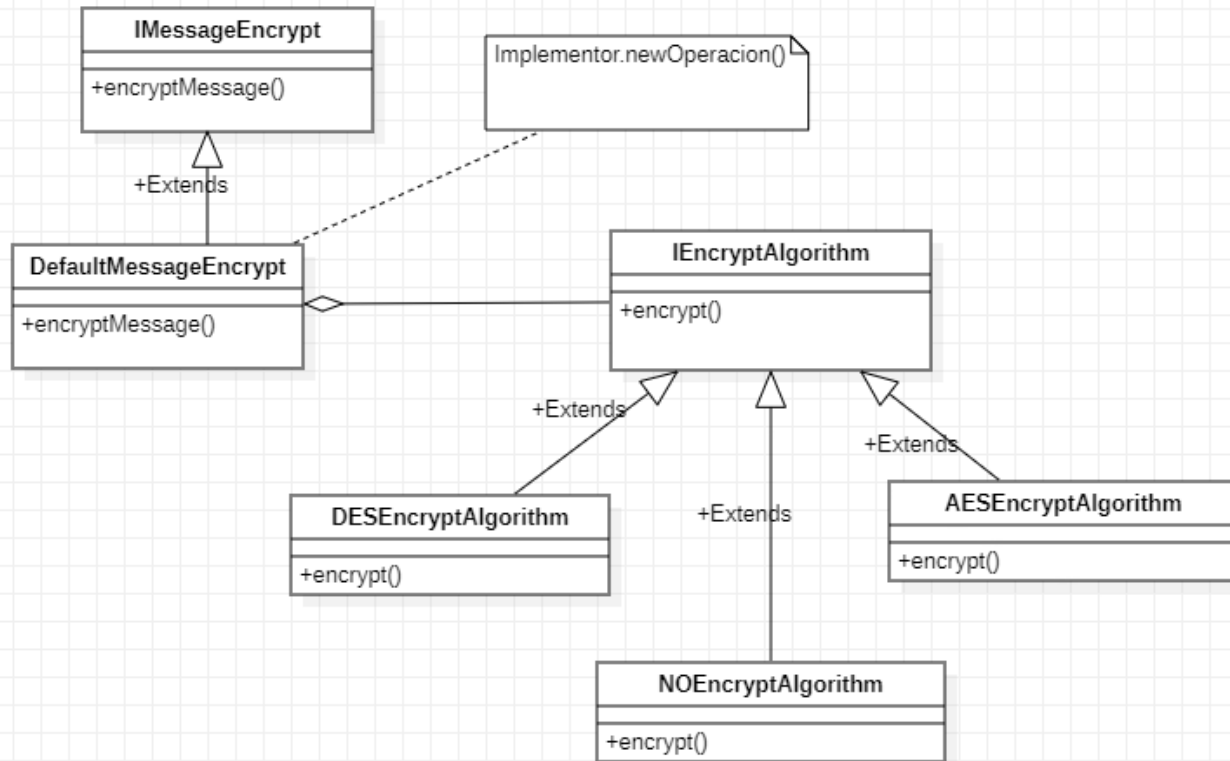 IMessageEncrypt
+encryptMessage()
Implementor.newOperacion()
+Extends
DefaultMessageEncrypt
+encryptMessage()
IEncryptAlgorithm
+encrypt()
+Extends
+Extends
+Extends
DESEncryptAlgorithm
+encrypt()
AESEncryptAlgorithm
+encrypt()
NOEncryptAlgorithm
+encrypt()